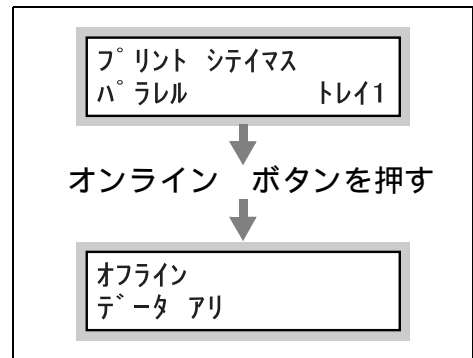 プリント シテイマス
パラレル トレイ1
オンライン ボタンを押す
オフライン
データ アリ